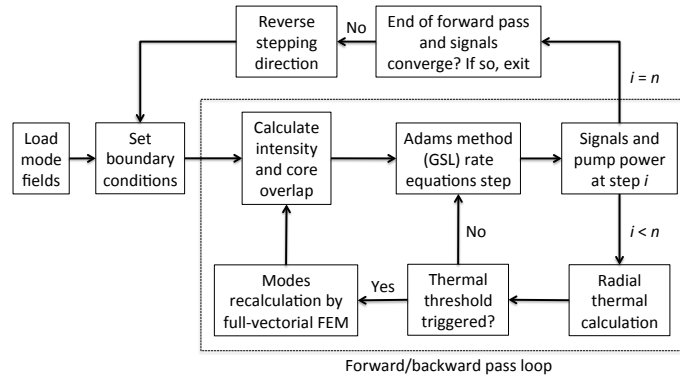 Reverse
stepping
direction
No
End of forward pass
and signals
converge? If so, exit
i = n
Load
mode
fields
Set
boundary
conditions
Calculate
intensity
and core
overlap
Adams method
(GSL) rate
equations step
Signals and
pump power
at step i
No
i < n
Modes
recalculation by
full-vectorial FEM
Yes
Thermal
threshold
triggered?
Radial
thermal
calculation
Forward/backward pass loop